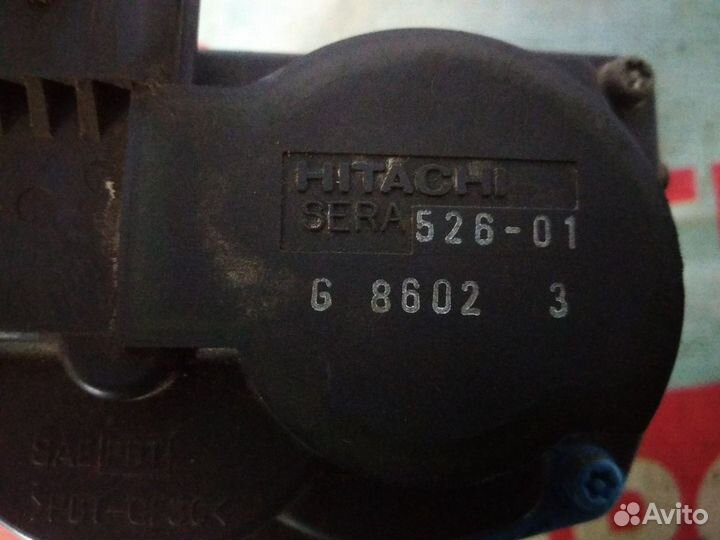 HITACHI
SERA 526-01
G 8602 3
Avito